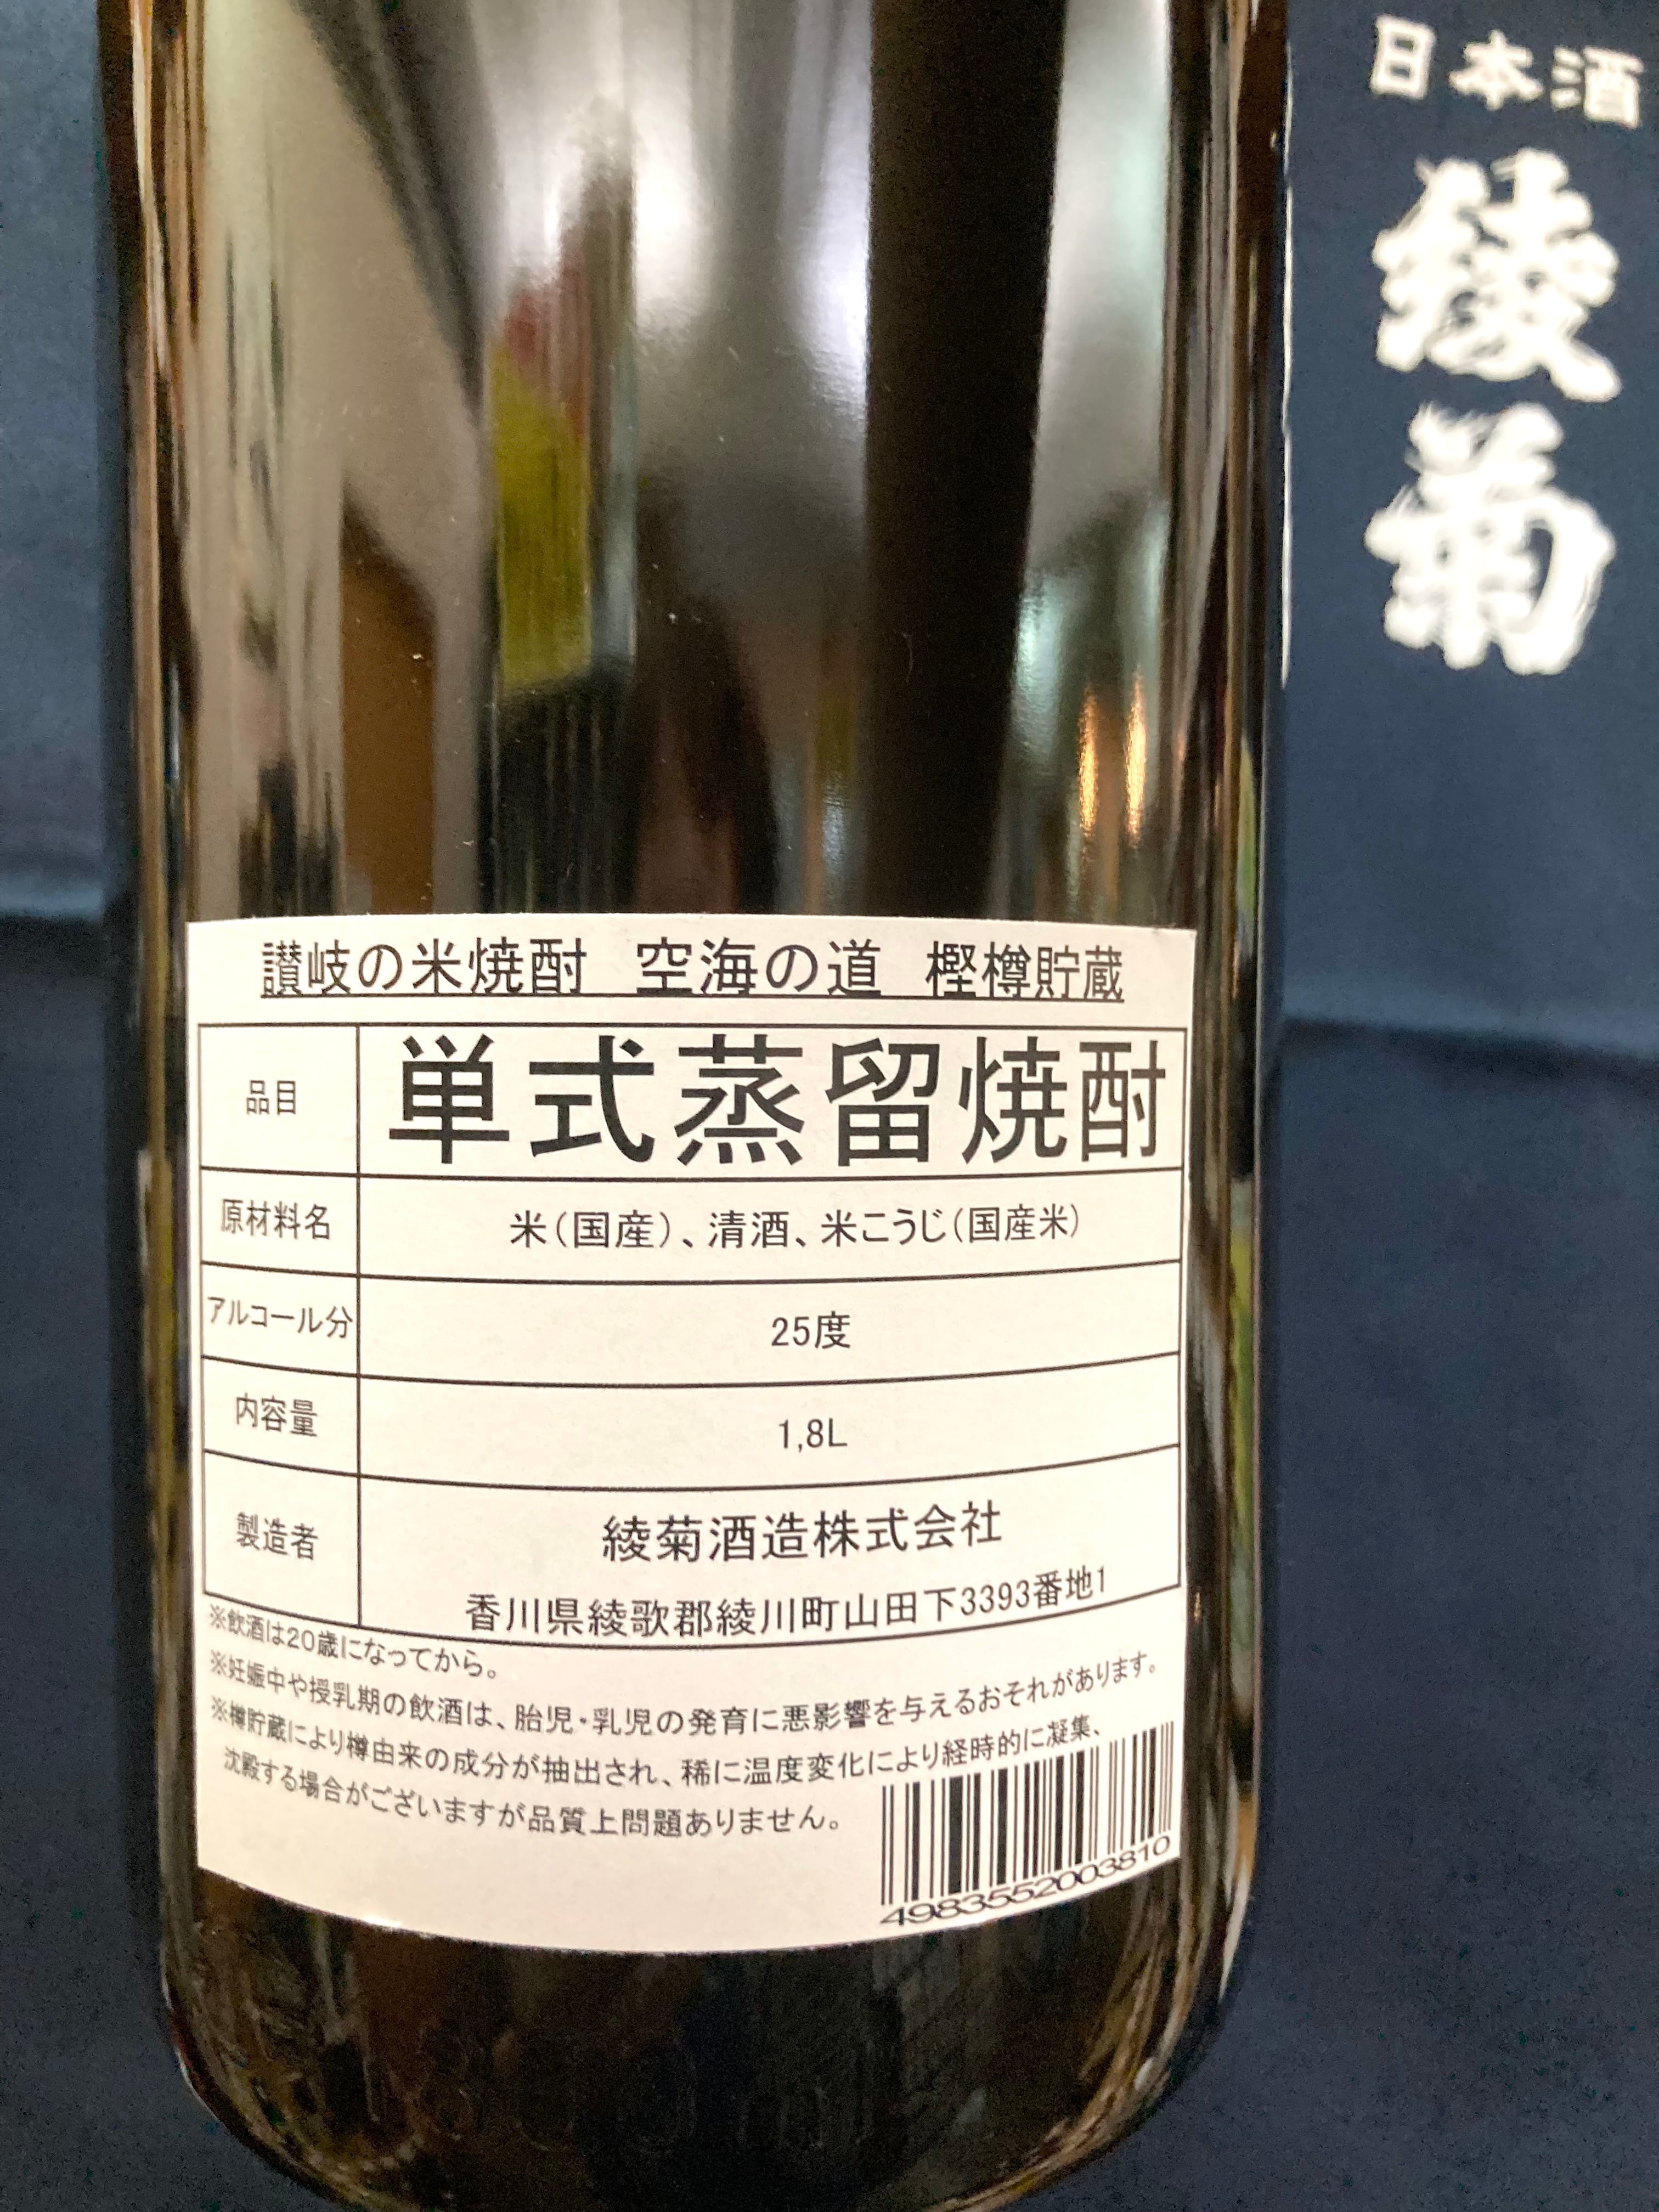 日本酒
綾菊
讃岐の米焼酎 空海の道 樫樽貯蔵
品目 単式蒸留焼酎
原材料名 米(国産)、清酒、米こうじ(国産米)
アルコール分 25度
内容量 1,8L
製造者 綾菊酒造株式会社
香川県綾歌郡綾川町山田下3393番地1
※飲酒は20歳になってから。
※妊娠中や授乳期の飲酒は、胎児・乳児の発育に悪影響を与えるおそれがあります。
※樽貯蔵により樽由来の成分が抽出され、稀に温度変化により経時的に凝集、
沈殿する場合がございますが品質上問題ありません。
4983552003810